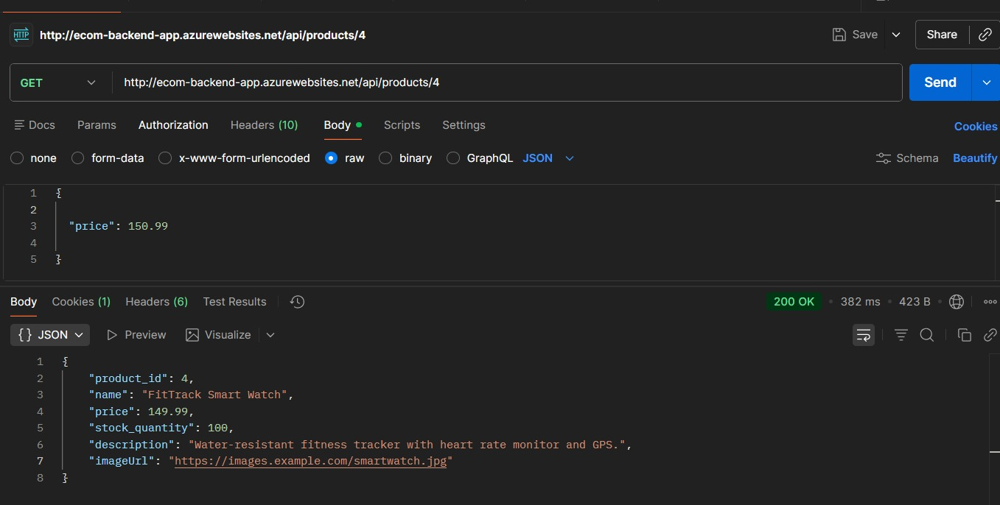 HTTP http://ecom-backend-app.azurewebsites.net/api/products/4 Save Share
GET http://ecom-backend-app.azurewebsites.net/api/products/4 Send
Docs Params Authorization Headers (10) Body Scripts Settings Cookies
none form-data x-www-form-urlencoded raw binary GraphQL JSON Schema Beautify
1 {
2
3 "price": 150.99
4
5 }
Body Cookies (1) Headers (6) Test Results 200 OK • 382 ms • 423 B •
{} JSON Preview Visualize
1 {
2 "product_id": 4,
3 "name": "FitTrack Smart Watch",
4 "price": 149.99,
5 "stock_quantity": 100,
6 "description": "Water-resistant fitness tracker with heart rate monitor and GPS.",
7 "imageUrl": "https://images.example.com/smartwatch.jpg"
8 }